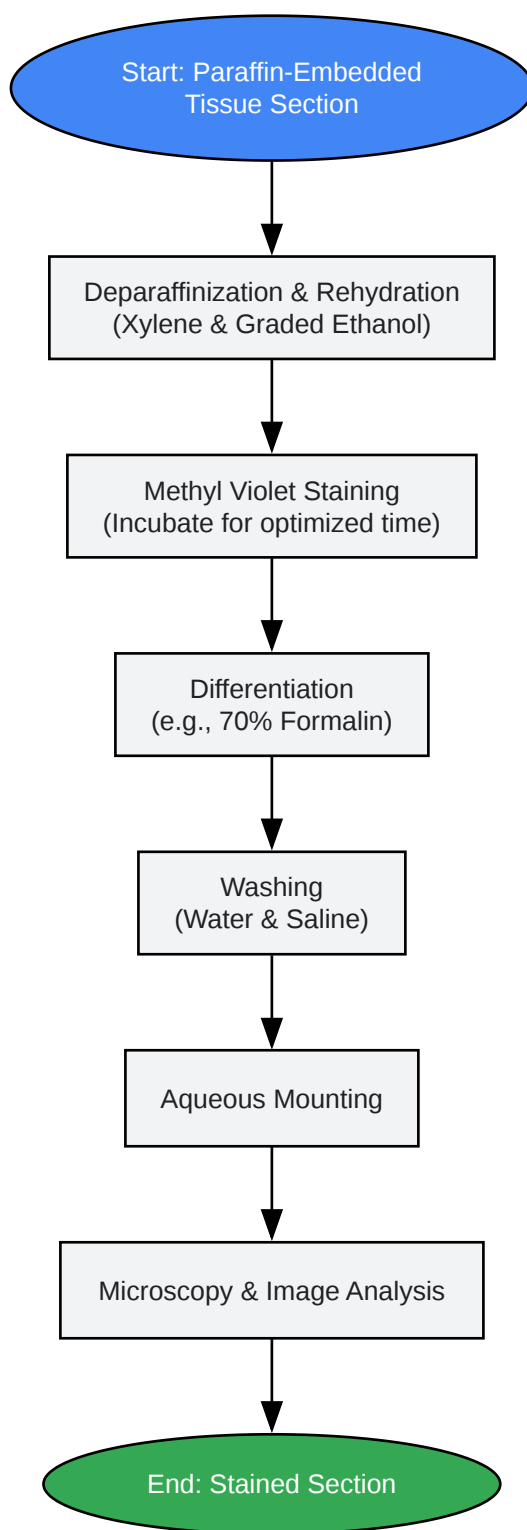 Start: Paraffin-Embedded
Tissue Section
Deparaffinization & Rehydration
(Xylene & Graded Ethanol)
Methyl Violet Staining
(Incubate for optimized time)
Differentiation
(e.g., 70% Formalin)
Washing
(Water & Saline)
Aqueous Mounting
Microscopy & Image Analysis
End: Stained Section